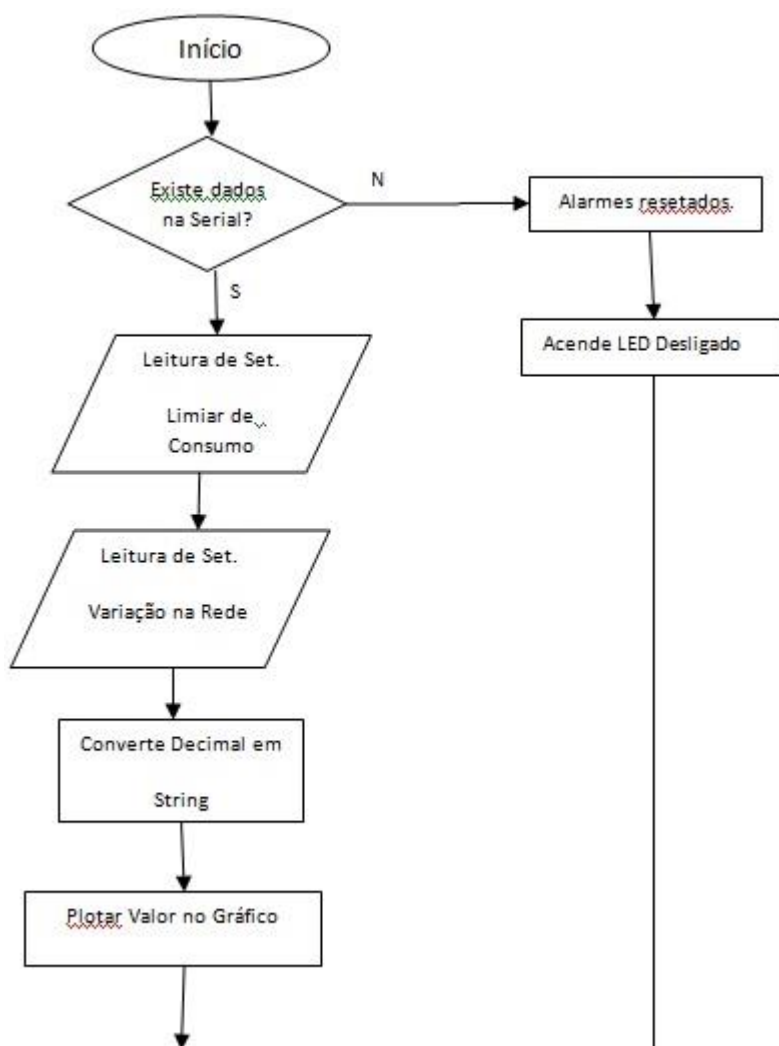 Início
Existe dados
na Serial?
N
Alarmes resetados.
S
Acende LED Desligado
Leitura de Set.
Limiar de
Consumo
Leitura de Set.
Variação na Rede
Converte Decimal em
String
Plotar Valor no Gráfico